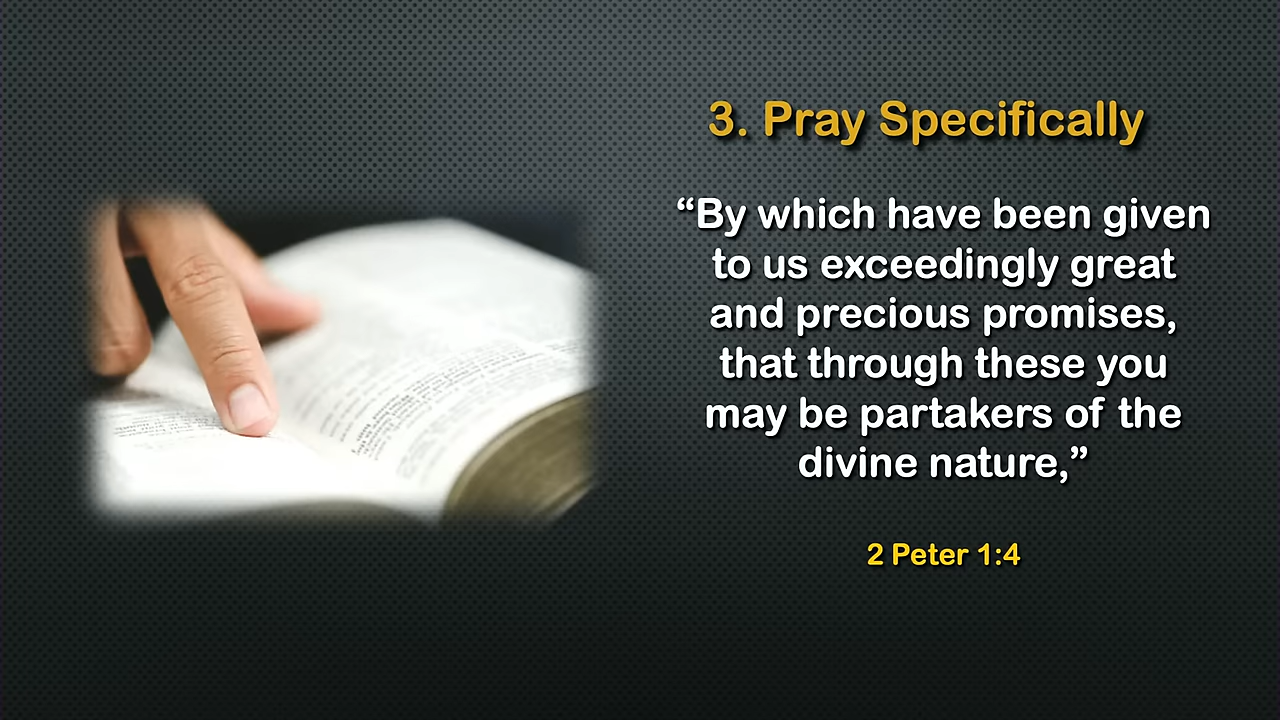 3. Pray Specifically
“By which have been given
to us exceedingly great
and precious promises,
that through these you
may be partakers of the
divine nature,”
2 Peter 1:4